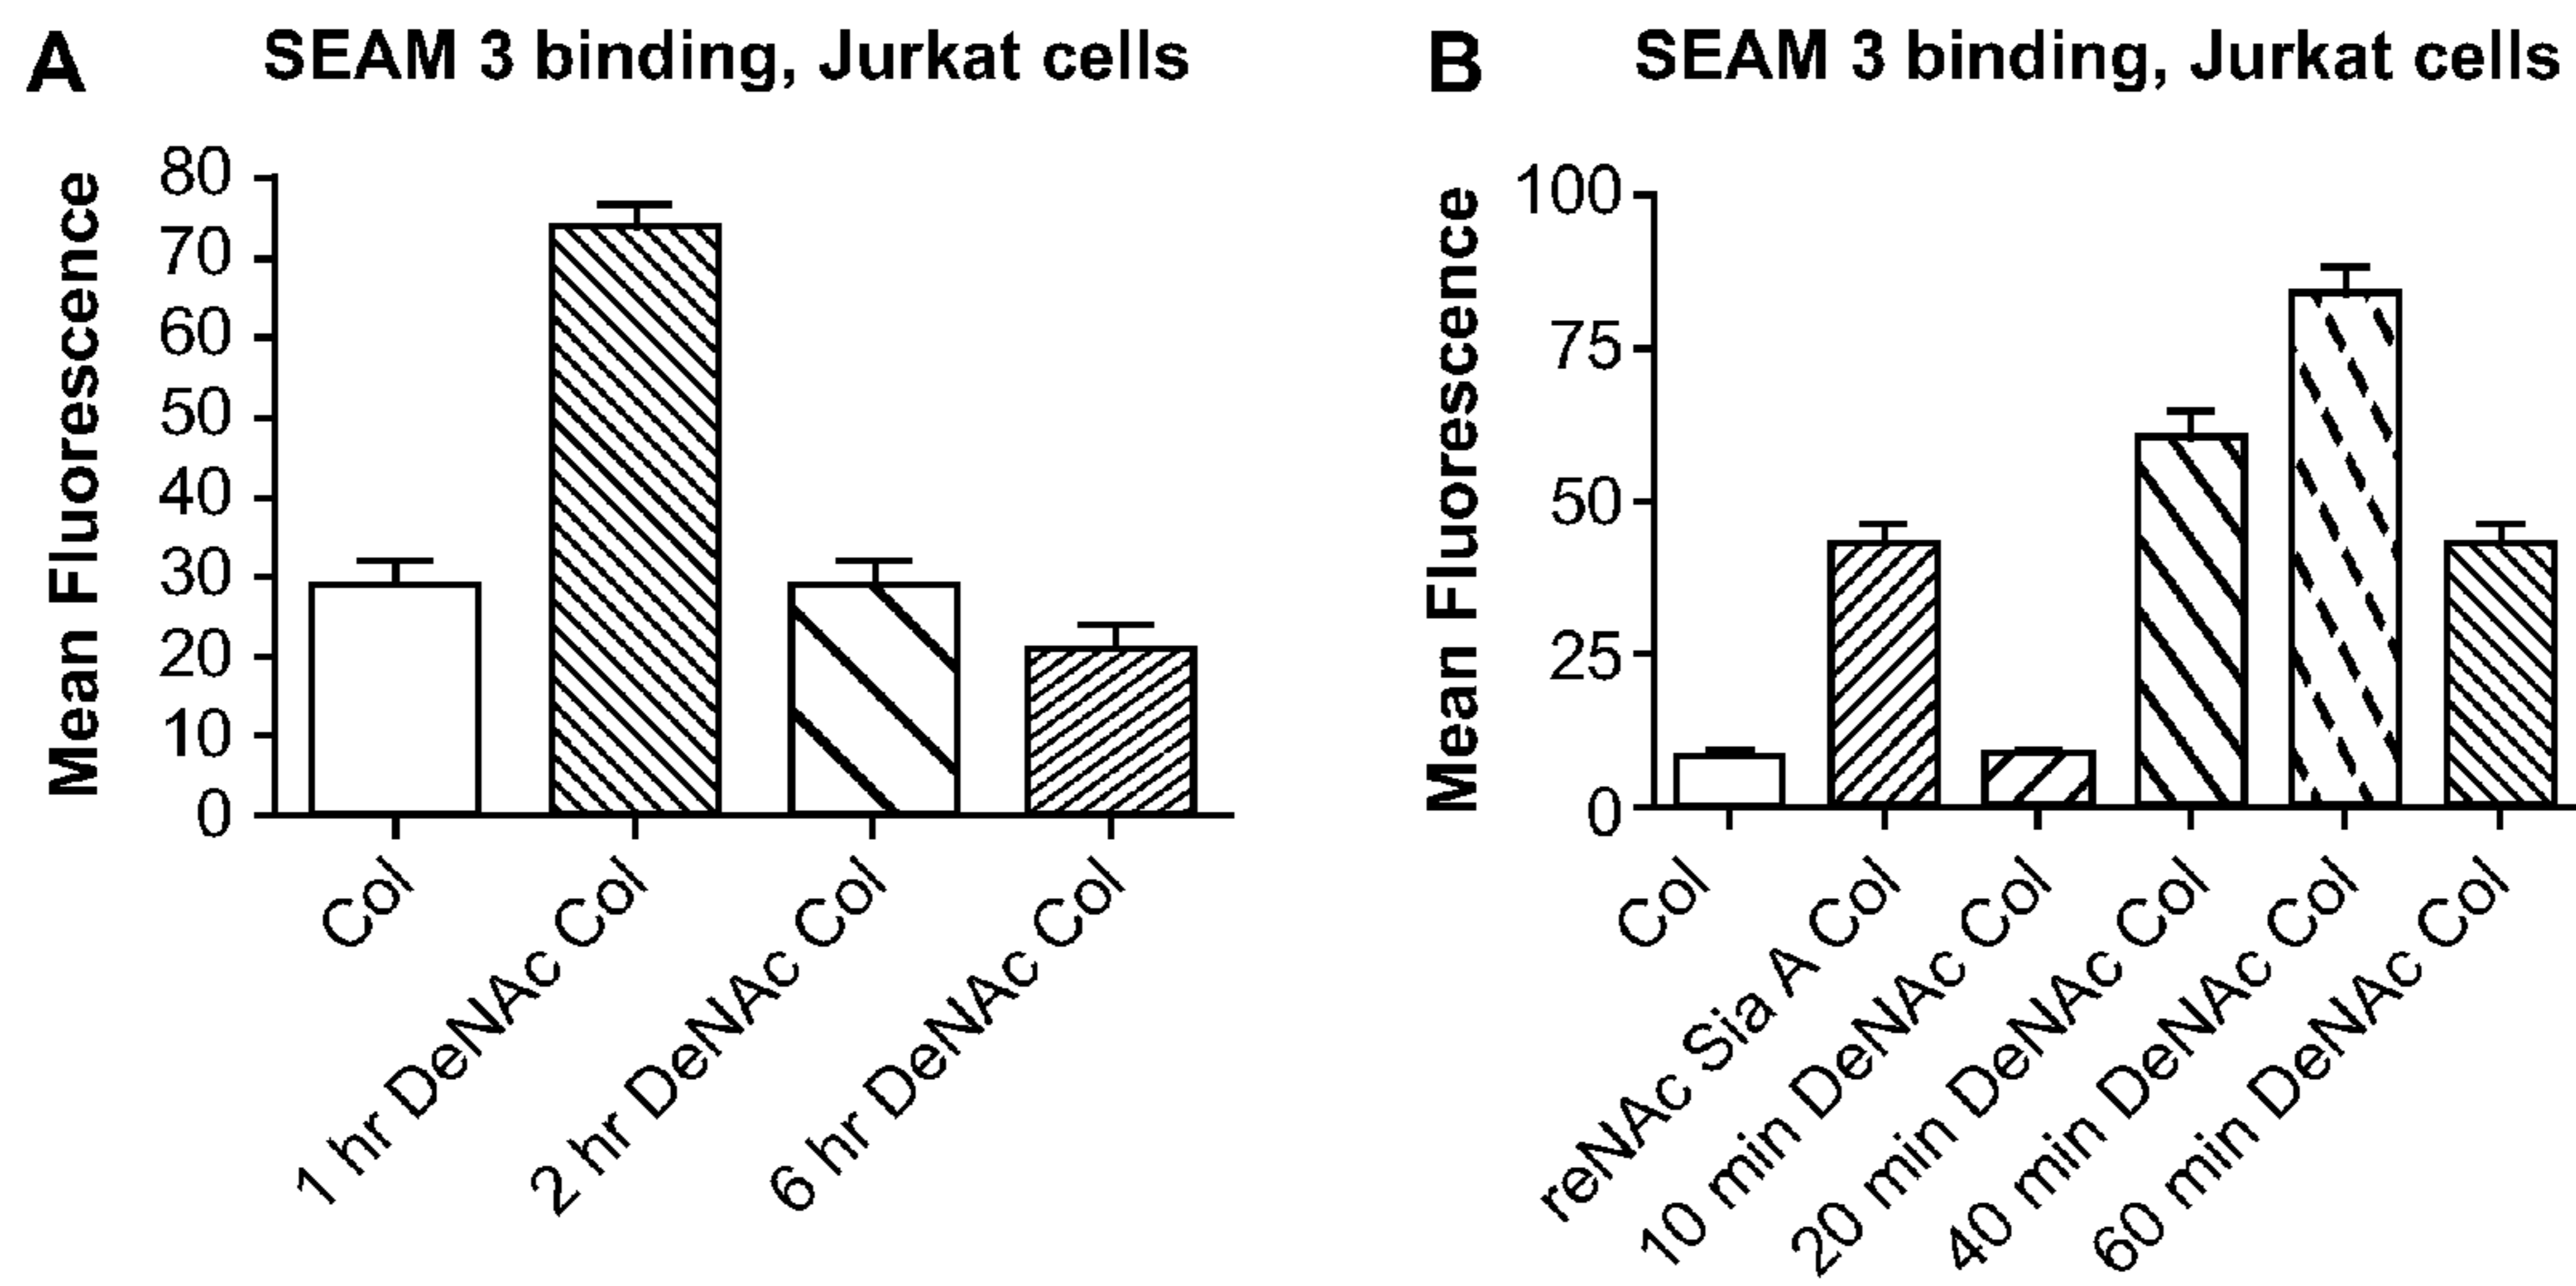 A
SEAM 3 binding, Jurkat cells
Mean Fluorescence
80
70
60
50
40
30
20
10
0
Col
1 hr DeNAc Col
2 hr DeNAc Col
6 hr DeNAc Col
B
SEAM 3 binding, Jurkat cells
Mean Fluorescence
100
75
50
25
0
Col
reNAc Sia A Col
10 min DeNAc Col
20 min DeNAc Col
40 min DeNAc Col
60 min DeNAc Col